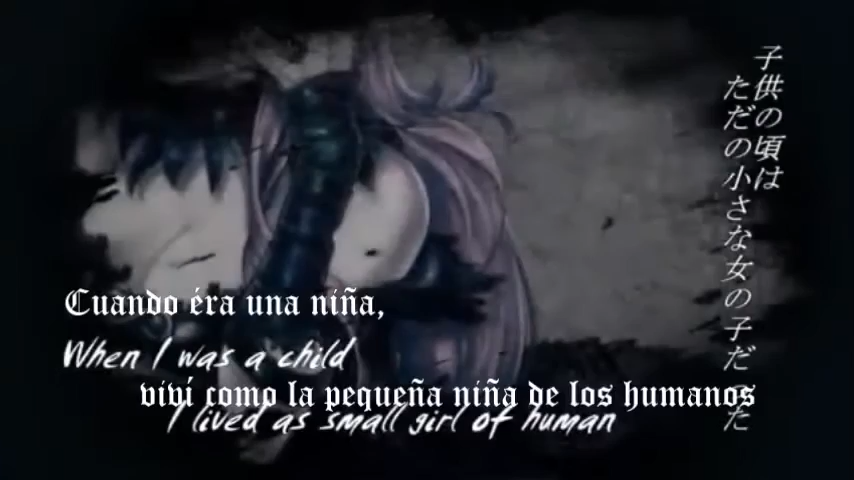 子供の頃は
ただの小さな女の子だった
Cuando éra una niña,
When I was a child
viví como la pequeña niña de los humanos
I lived as small girl of human